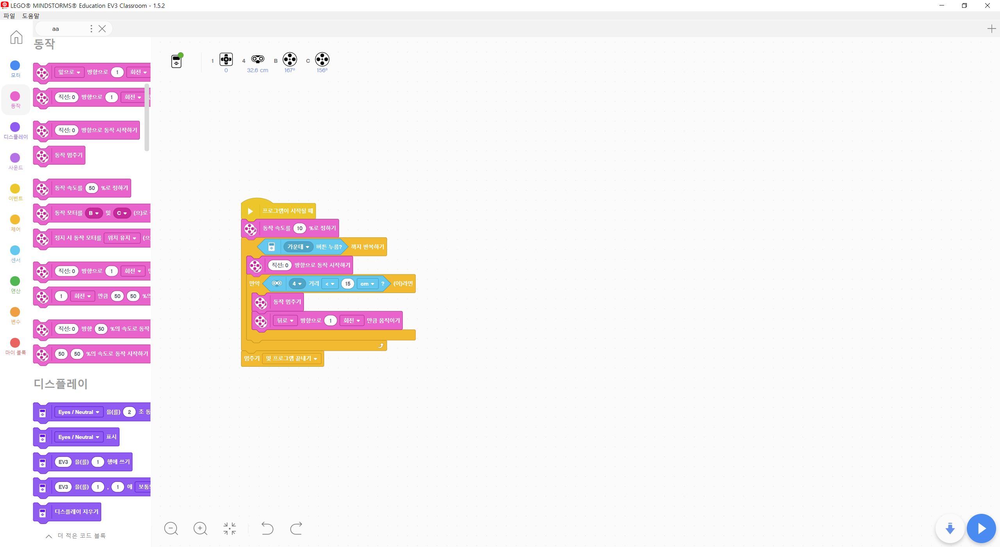 LEGO® MINDSTORMS® Education EV3 Classroom - 1.5.2
파일 도움말
aa
모터
동작
디스플레이
사운드
이벤트
제어
센서
연산
변수
마이 블록
동작
앞으로 방향으로 1 회전
직선: 0 방향으로 1 회전
직선: 0 방향으로 동작 시작하기
동작 멈추기
동작 속도를 50 %로 정하기
동작 모터를 B 및 C (으)로
정지 시 동작 모터를 위치 유지 (으)
직선: 0 방향으로 1 회전
1 회전 만큼 50 50 %의
직선: 0 방향 50 %의 속도로 동작
50 50 %의 속도로 동작 시작하기
디스플레이
Eyes / Neutral 을(를) 2 초
Eyes / Neutral 표시
EV3 을(를) 1 행에 쓰기
EV3 을(를) 1 , 1 에
디스플레이 지우기
더 적은 코드 블록
1 4 B C
0 32.6 cm 167° 156°
프로그램이 시작될 때
동작 속도를 10 %로 정하기
가운데 버튼 누름? 까지 반복하기
직선: 0 방향으로 동작 시작하기
만약 4 거리 < 15 cm ? (이)라면
동작 멈추기
뒤로 방향으로 1 회전 만큼 움직이기
멈추기 및 프로그램 끝내기